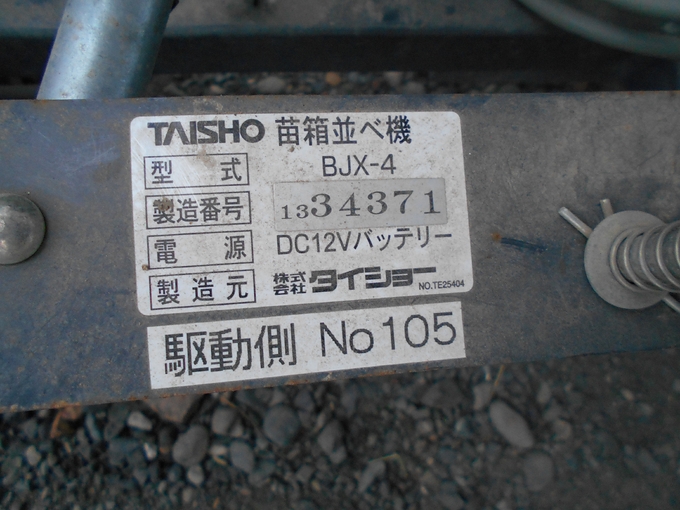 TAISHO 苗箱並べ機
型式 BJX-4
製造番号 1334371
電源 DC12Vバッテリー
製造元 株式会社 タイショー NO.TE25404
駆動側 No105